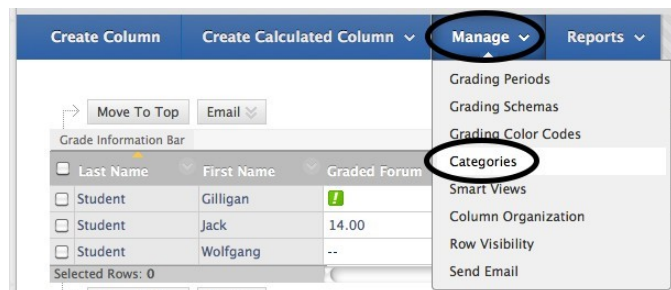 Create Column Create Calculated Column Manage Reports
Grading Periods
Move To Top Email Grading Schemas
Grade Information Bar Grading Color Codes
Last Name First Name Graded Forum Categories
Student Gilligan ! Smart Views
Student Jack 14.00 Column Organization
Student Wolfgang -- Row Visibility
Selected Rows: 0 Send Email